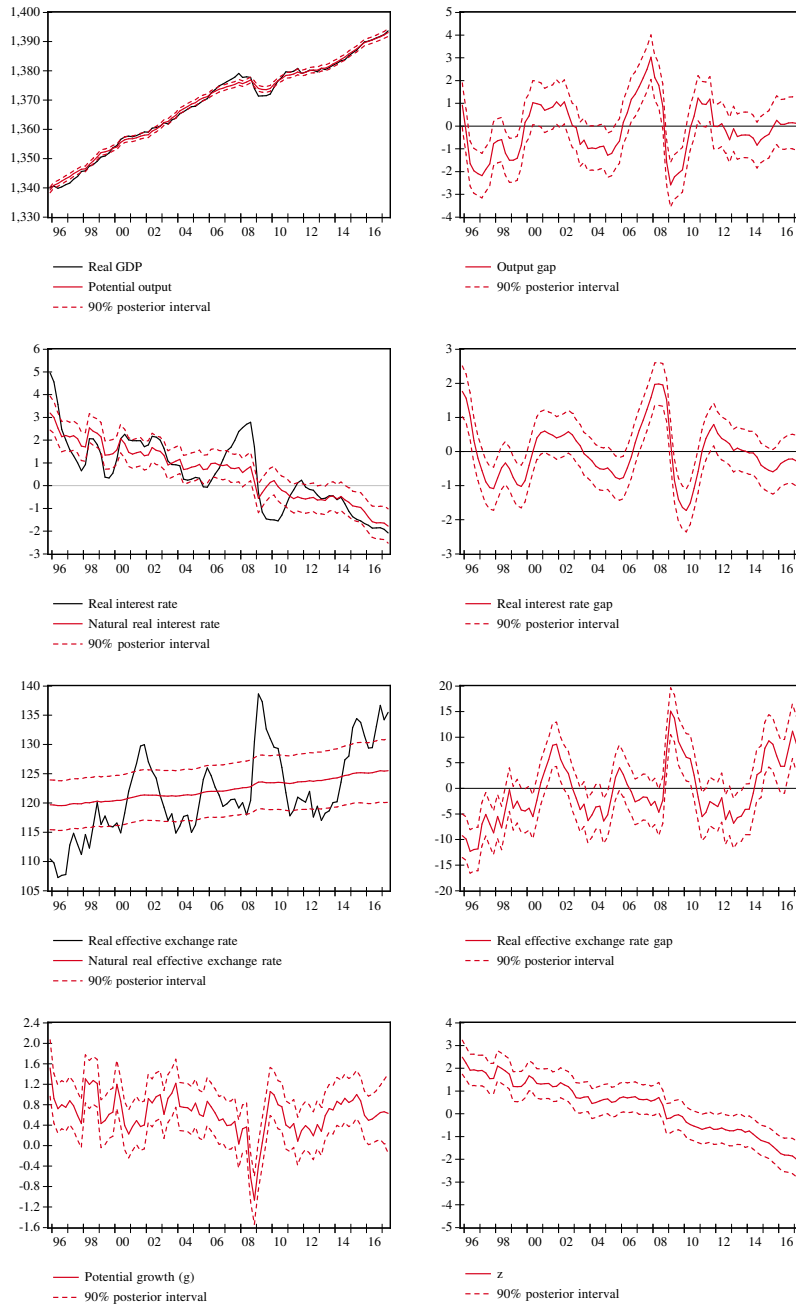 1,400
1,390
1,380
1,370
1,360
1,350
1,340
1,330
96 98 00 02 04 06 08 10 12 14 16
Real GDP
Potential output
90% posterior interval
5
4
3
2
1
0
-1
-2
-3
-4
96 98 00 02 04 06 08 10 12 14 16
Output gap
90% posterior interval
6
5
4
3
2
1
0
-1
-2
-3
96 98 00 02 04 06 08 10 12 14 16
Real interest rate
Natural real interest rate
90% posterior interval
3
2
1
0
-1
-2
-3
96 98 00 02 04 06 08 10 12 14 16
Real interest rate gap
90% posterior interval
140
135
130
125
120
115
110
105
96 98 00 02 04 06 08 10 12 14 16
Real effective exchange rate
Natural real effective exchange rate
90% posterior interval
20
15
10
5
0
-5
-10
-15
-20
96 98 00 02 04 06 08 10 12 14 16
Real effective exchange rate gap
90% posterior interval
2.4
2.0
1.6
1.2
0.8
0.4
0.0
-0.4
-0.8
-1.2
-1.6
96 98 00 02 04 06 08 10 12 14 16
Potential growth (g)
90% posterior interval
4
3
2
1
0
-1
-2
-3
-4
-5
96 98 00 02 04 06 08 10 12 14 16
z
90% posterior interval